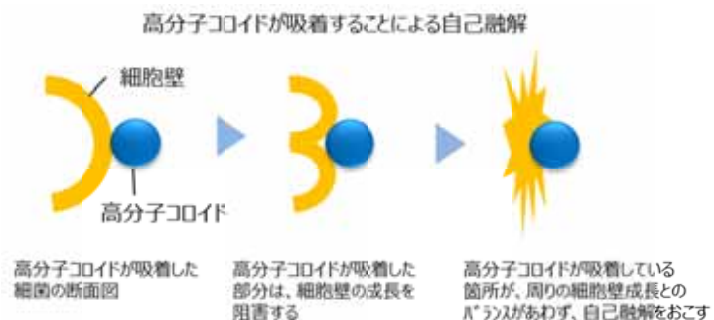 高分子コロイドが吸着することによる自己融解
細胞壁
高分子コロイド
高分子コロイドが吸着した
細菌の断面図
高分子コロイドが吸着した
部分は、細胞壁の成長を
阻害する
高分子コロイドが吸着している
箇所が、周りの細胞壁成長との
バランスがあわず、自己融解をおこす